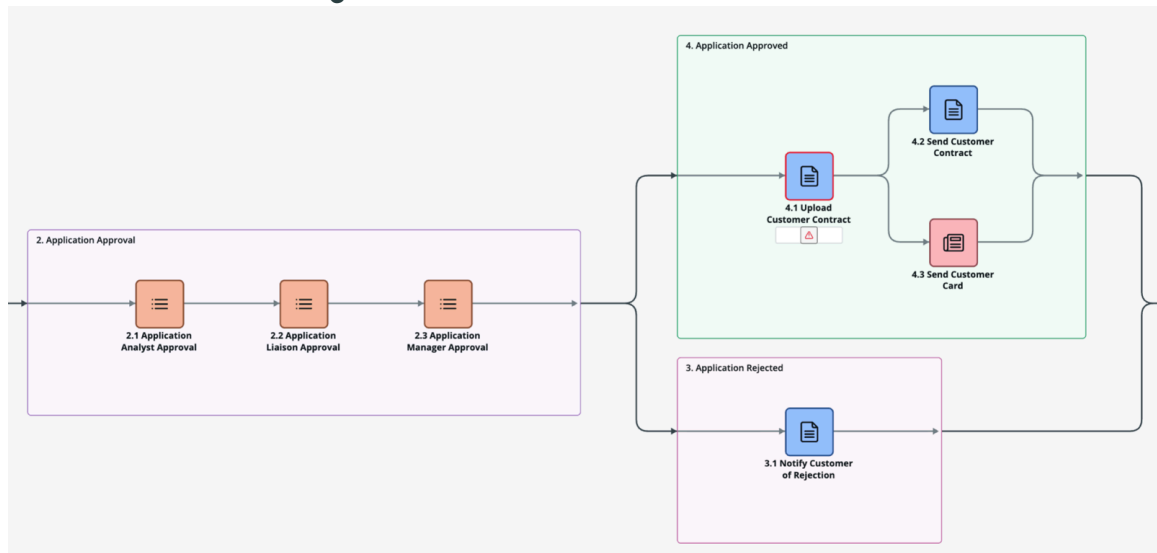 4. Application Approved
4.2 Send Customer
Contract
4.1 Upload
Customer Contract
4.3 Send Customer
Card
2. Application Approval
2.1 Application
Analyst Approval
2.2 Application
Liaison Approval
2.3 Application
Manager Approval
3. Application Rejected
3.1 Notify Customer
of Rejection